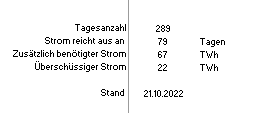 Tagesanzahl 289
Strom reicht aus an 79 Tagen
Zusätzlich benötigter Strom 67 TWh
Überschüssiger Strom 22 TWh
Stand 21.10.2022